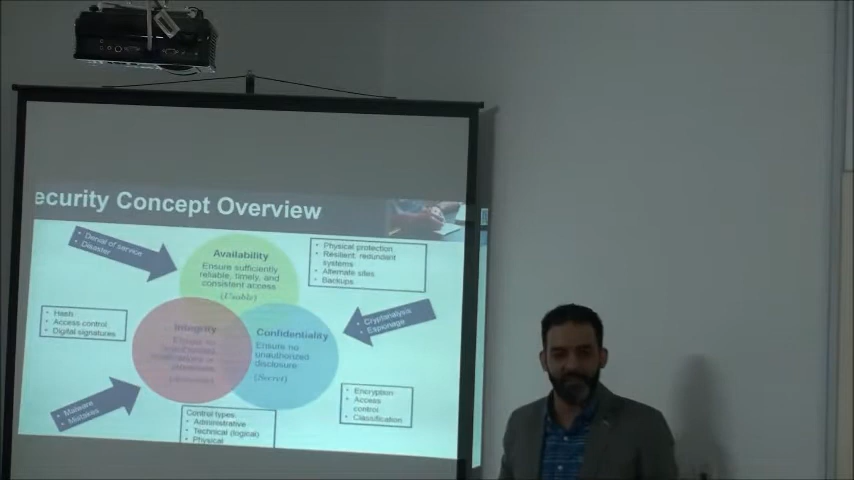 ecurity Concept Overview
• Denial of service
• Disaster
Availability
Ensure sufficiently
reliable, timely, and
consistent access
(Usable)
• Physical protection
• Resilient, redundant
systems
• Alternate sites
• Backups
• Hash
• Access control
• Digital signatures
Integrity
Confidentiality
Ensure no
unauthorized
disclosure
(Secret)
• Cryptanalysis
• Espionage
• Malware
• Mistakes
• Encryption
• Access
control
• Classification
Control types:
• Administrative
• Technical (logical)
• Physical